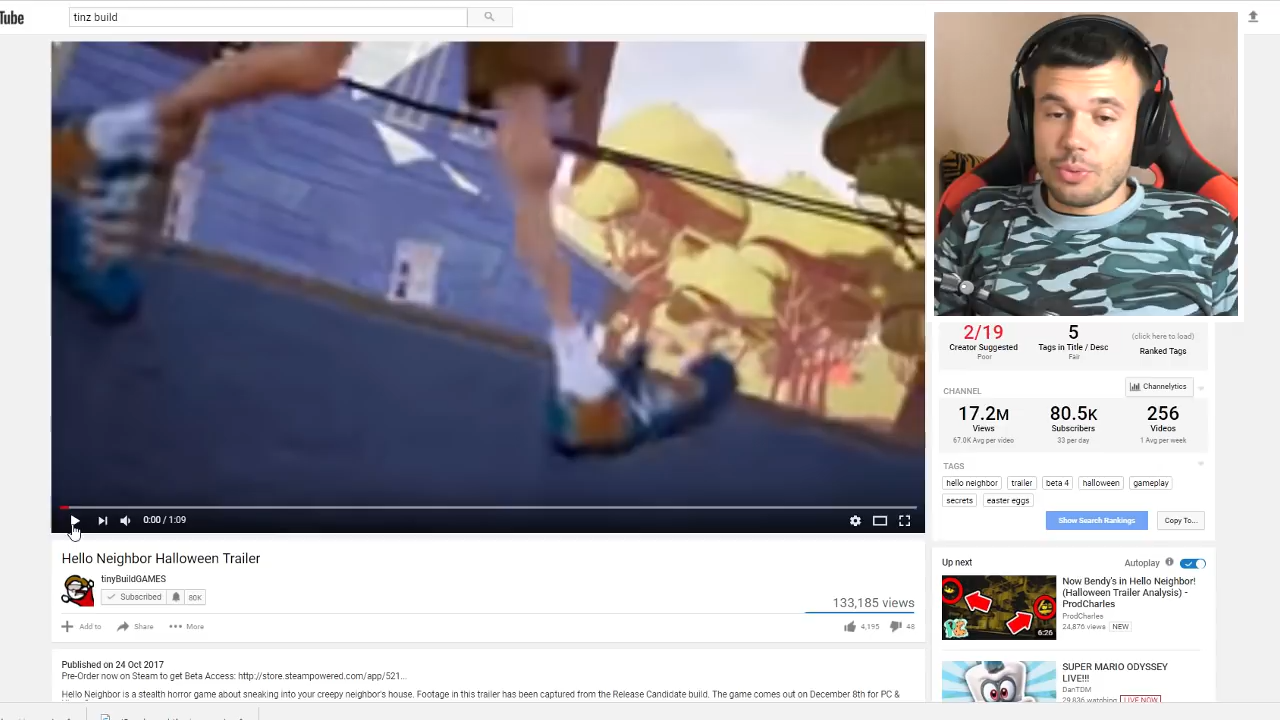 Tube
tinz build
2/19
Creator Suggested
Poor
5
Tags in Title / Desc
Fair
(click here to load)
Ranked Tags
CHANNEL
Channelytics
17.2M
Views
67.0K Avg per video
80.5K
Subscribers
33 per day
256
Videos
1 Avg per week
TAGS
hello neighbor
trailer
beta 4
halloween
gameplay
secrets
easter eggs
Show Search Rankings
Copy To...
0:00 / 1:09
Hello Neighbor Halloween Trailer
tinyBuildGAMES
Subscribed
80K
133,185 views
Add to
Share
More
4,195
48
Published on 24 Oct 2017
Pre-Order now on Steam to get Beta Access: http://store.steampowered.com/app/521...
Hello Neighbor is a stealth horror game about sneaking into your creepy neighbor's house. Footage in this trailer has been captured from the Release Candidate build. The game comes out on December 8th for PC &
Up next
Autoplay
Now Bendy's in Hello Neighbor!
(Halloween Trailer Analysis) -
ProdCharles
ProdCharles
24,876 views
NEW
6:26
SUPER MARIO ODYSSEY
LIVE!!!
DanTDM
29,836 watching
LIVE NOW